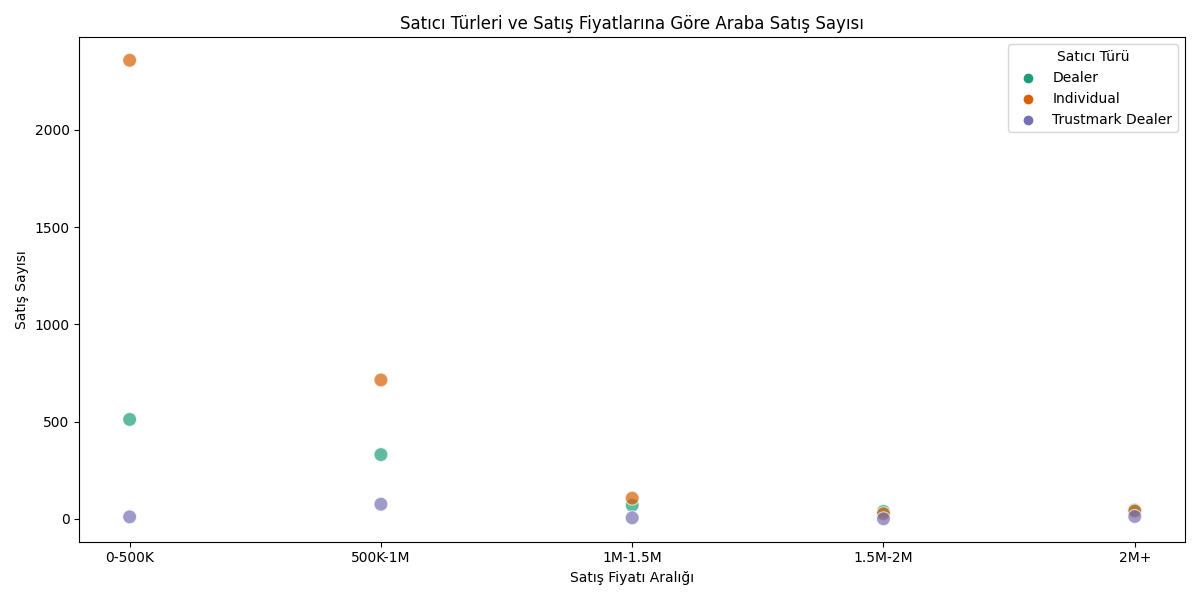 Satıcı Türleri ve Satış Fiyatlarına Göre Araba Satış Sayısı
Satıcı Türü
Dealer
Individual
Trustmark Dealer
Satış Sayısı
2000
1500
1000
500
0
0-500K
500K-1M
1M-1.5M
1.5M-2M
2M+
Satış Fiyatı Aralığı